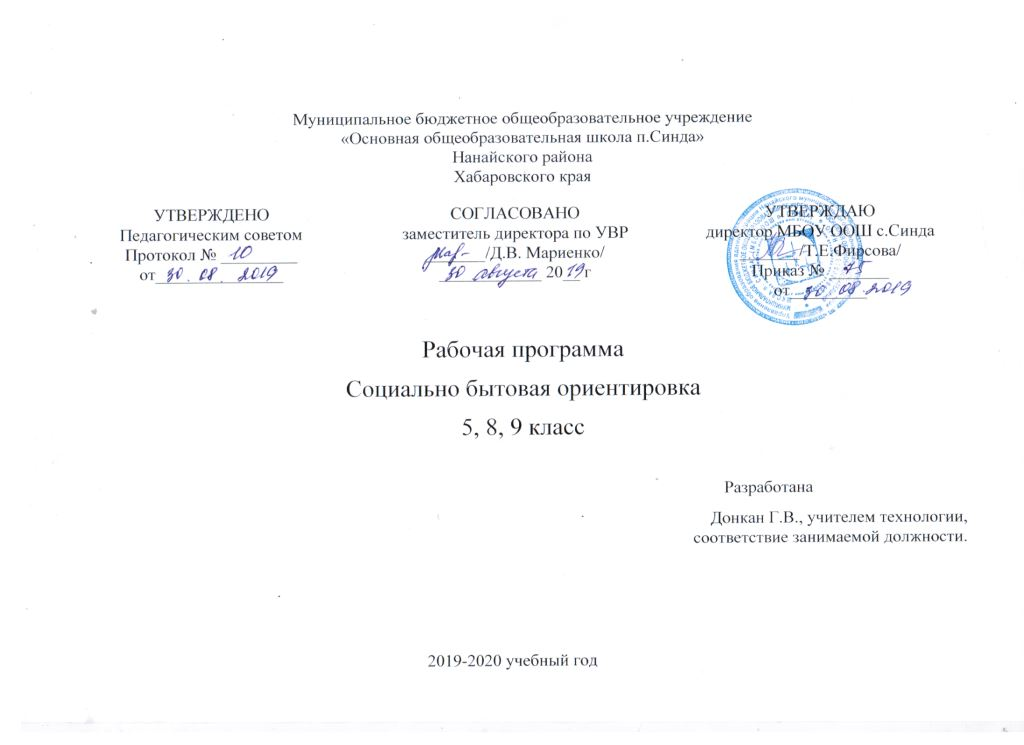 Муниципальное бюджетное общеобразовательное учреждение
«Основная общеобразовательная школа п.Синда»
Нанайского района
Хабаровского края
УТВЕРЖДЕНО
Педагогическим советом
Протокол № 10
от 30.08.2019
СОГЛАСОВАНО
заместитель директора по УВР
/Д.В. Мариенко/
30 августа 2019г
УТВЕРЖДАЮ
директор МБОУ ООШ с.Синда
/Т.Е.Фирсова/
Приказ № 75
от 30.08.2019
Рабочая программа
Социально бытовая ориентировка
5, 8, 9 класс
Разработана
Донкан Г.В., учителем технологии,
соответствие занимаемой должности.
2019-2020 учебный год